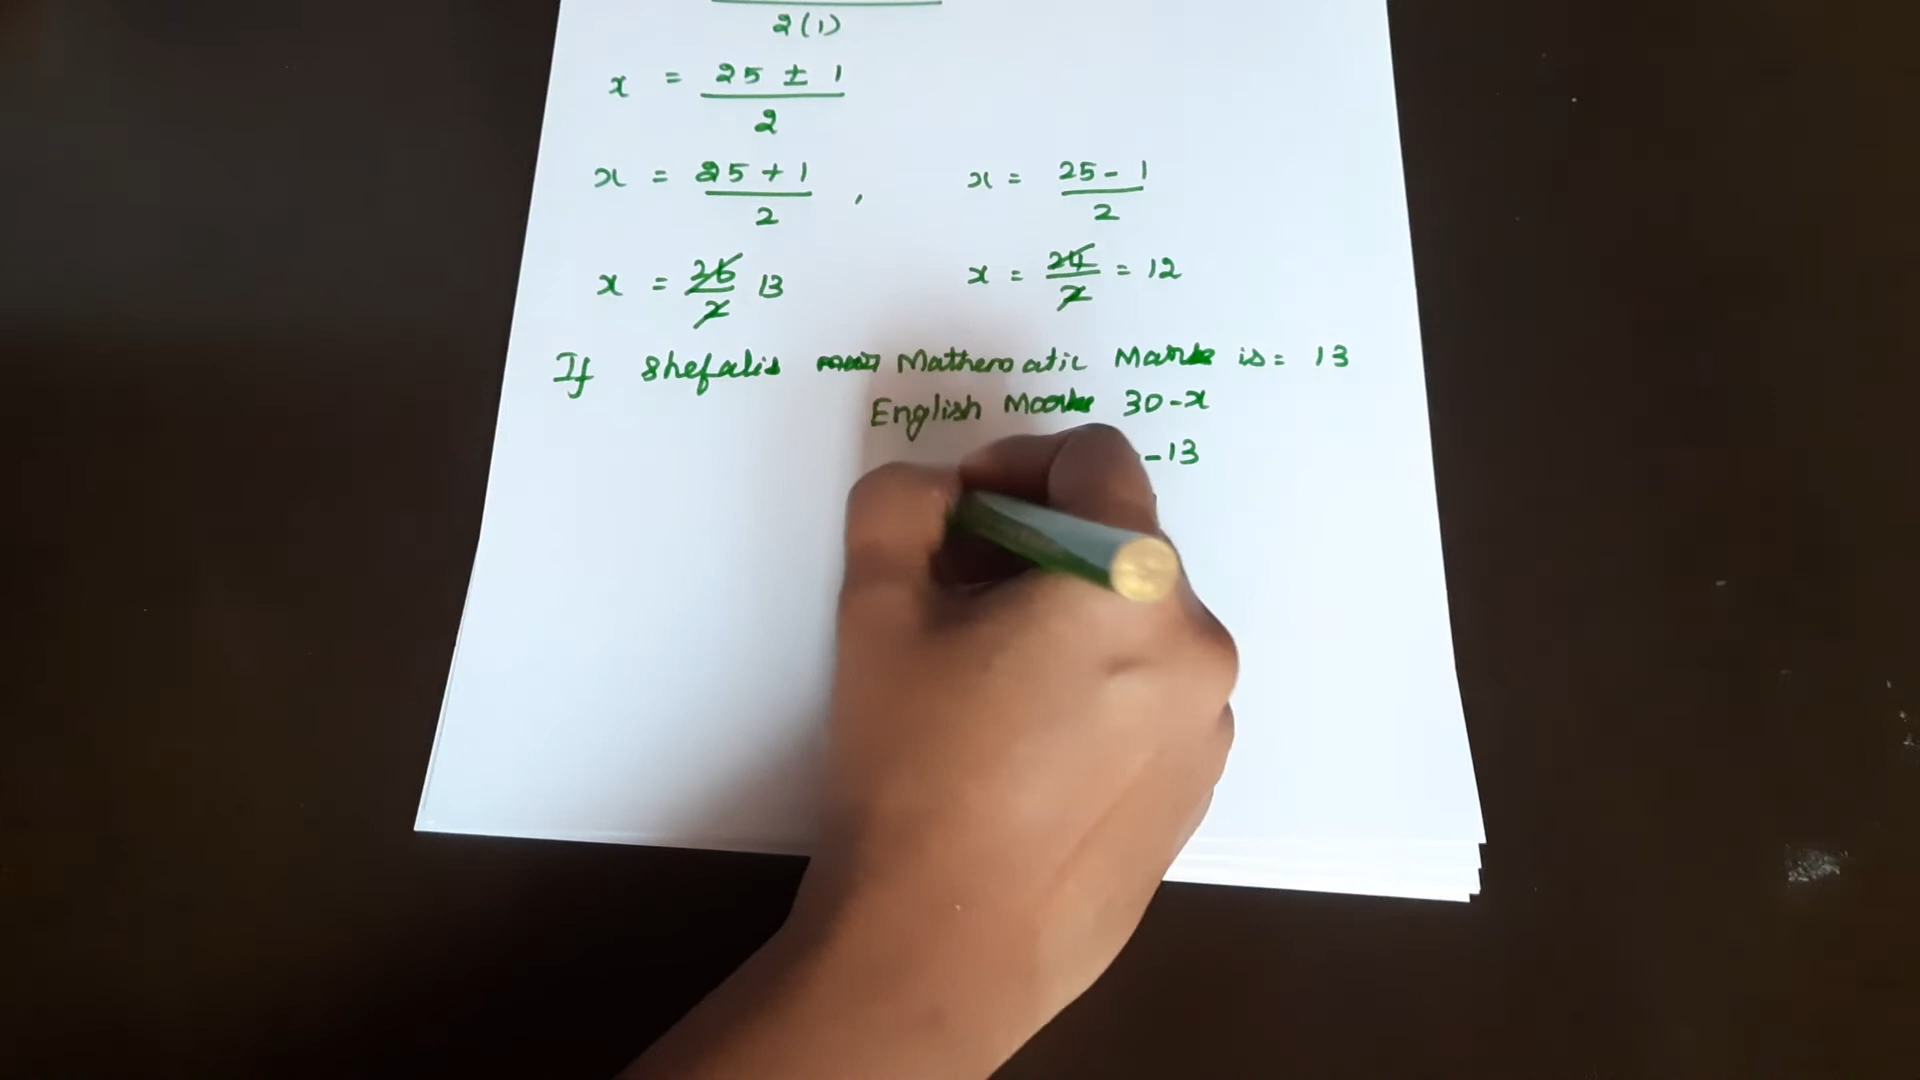 2(1)
x = 25 ± 1
2
x = 25 + 1 , x = 25 - 1
2 2
x = 26 13 x = 24 = 12
2 2
If Shefalis Mathematic Marks is = 13
English Marks 30-x
-13